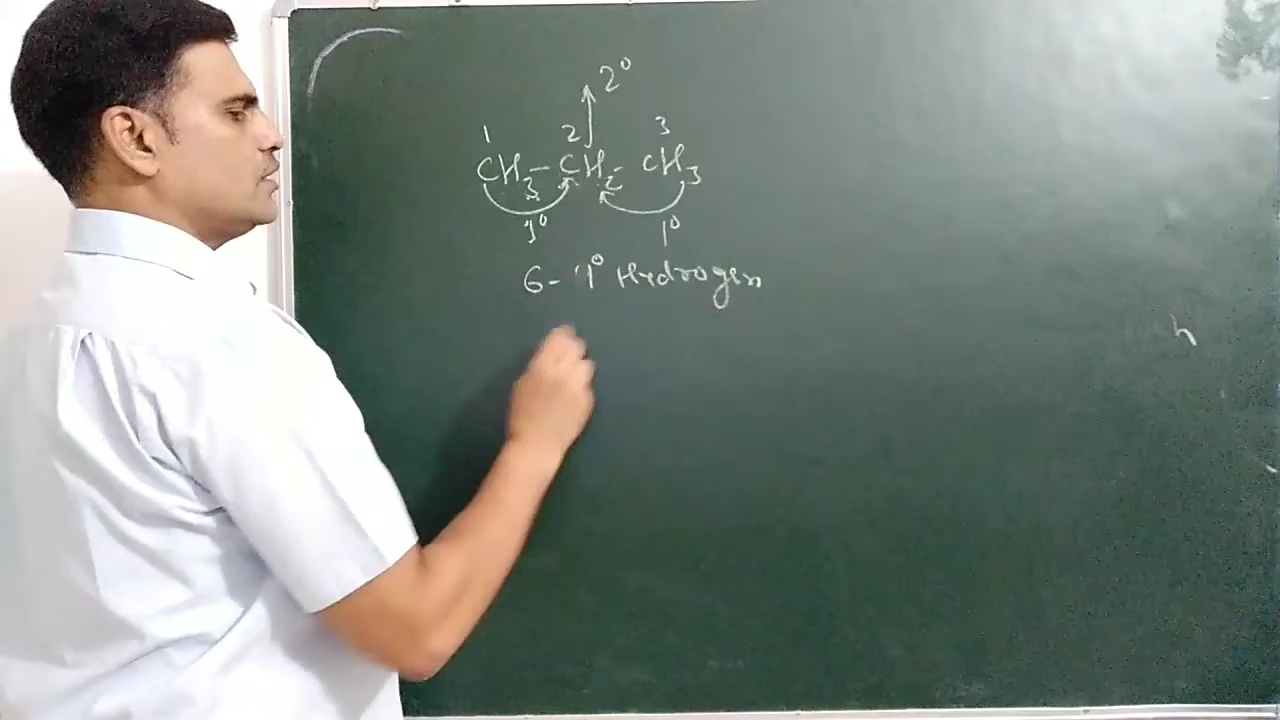 2°
1 2 3
CH3-CH2-CH3
1° 1°
6- 1° Hydrogen
h